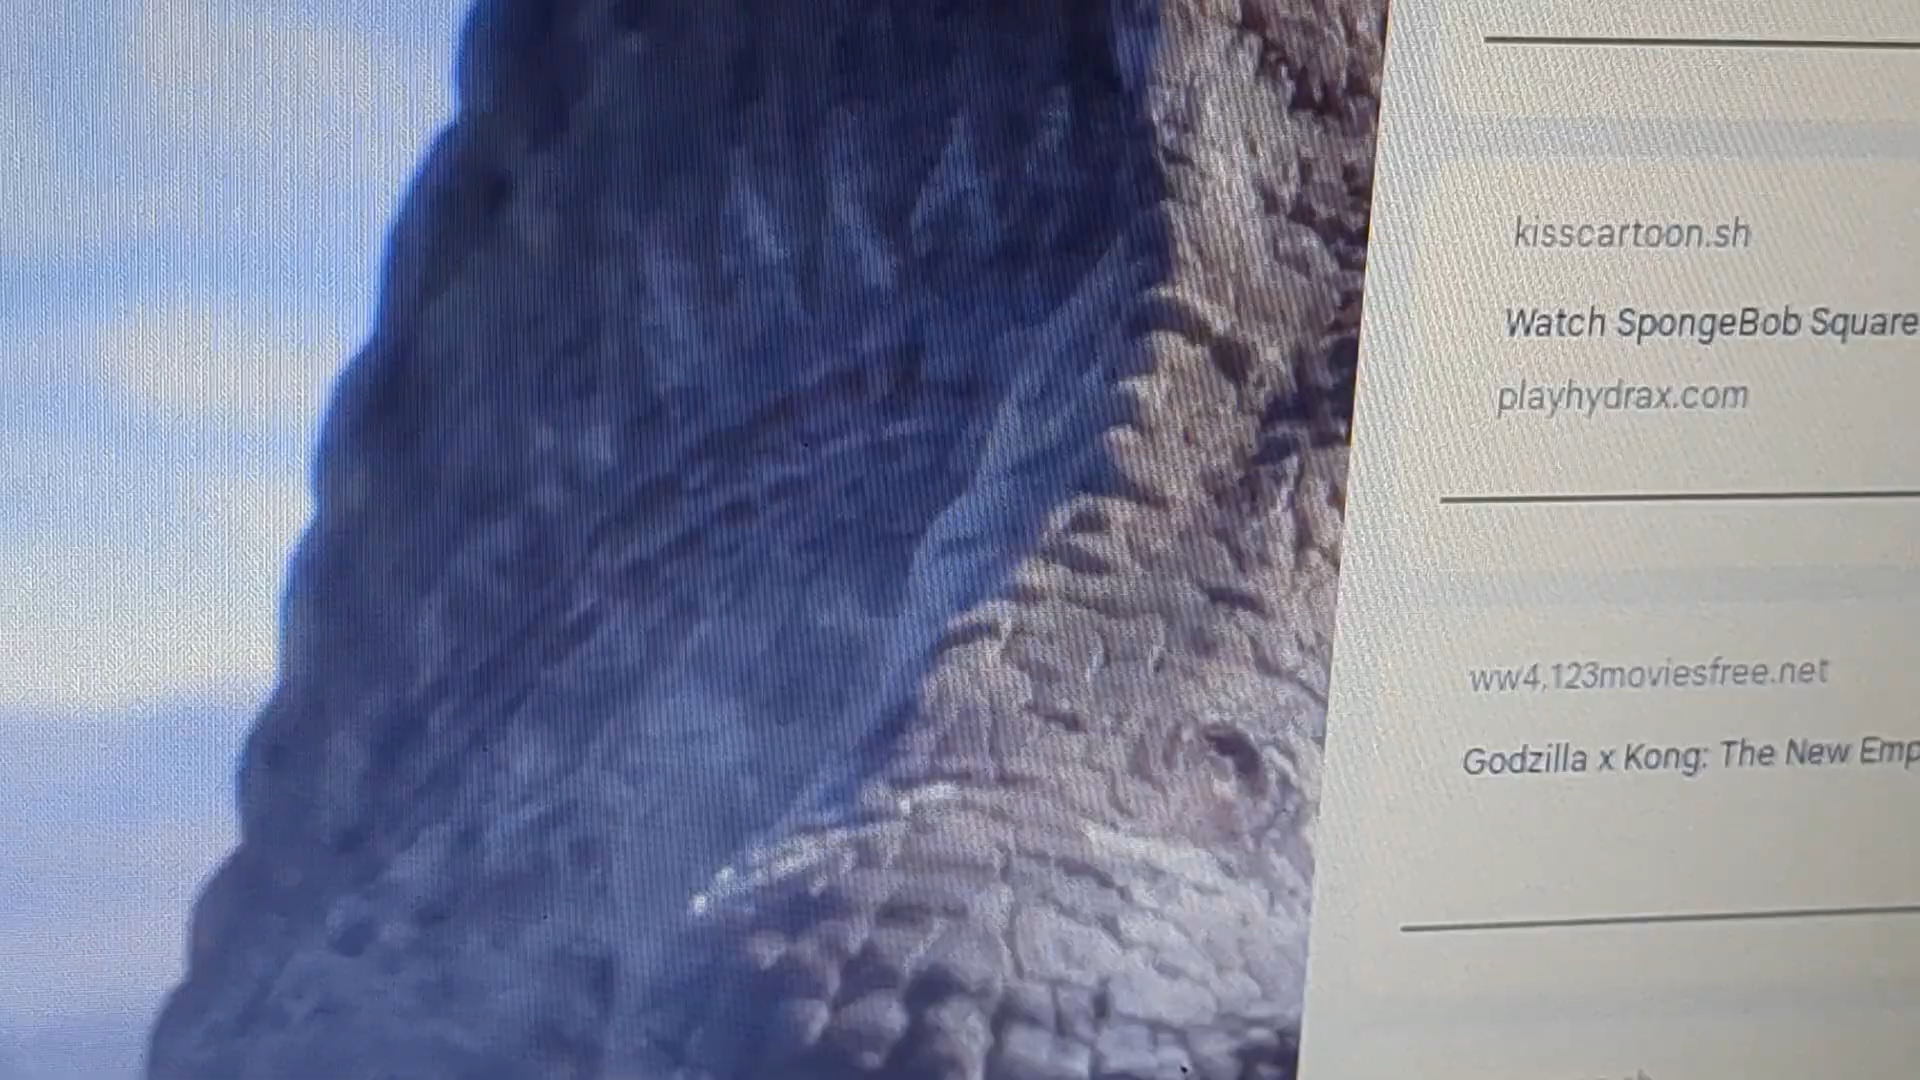 kisscartoon.sh
Watch SpongeBob Square
playhydrax.com
ww4.123moviesfree.net
Godzilla x Kong: The New Emp